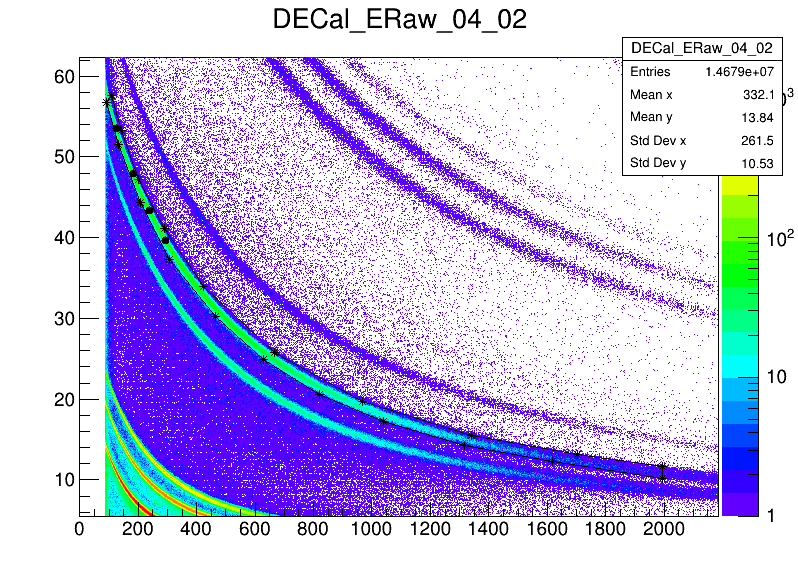 DECal_ERaw_04_02
DECal_ERaw_04_02
Entries 1.4679e+07
Mean x 332.1
Mean y 13.84
Std Dev x 261.5
Std Dev y 10.53
60
50
40
30
20
10
0 200 400 600 800 1000 1200 1400 1600 1800 2000
10²
10
1